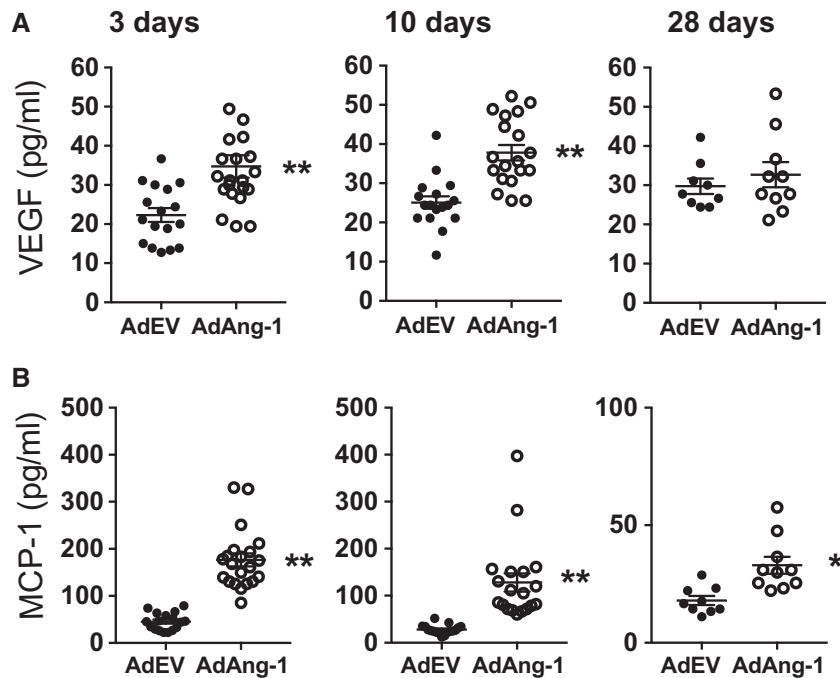 A 3 days 10 days 28 days
VEGF (pg/ml)
60 60 60
50 50 50
40 40 40
30 ** 30 ** 30
20 20 20
10 10 10
0 0 0
AdEV AdAng-1 AdEV AdAng-1 AdEV AdAng-1
B
MCP-1 (pg/ml)
500 500 100
400 400
300 300 50
200 ** 200
100 100 ** *
0 0 0
AdEV AdAng-1 AdEV AdAng-1 AdEV AdAng-1